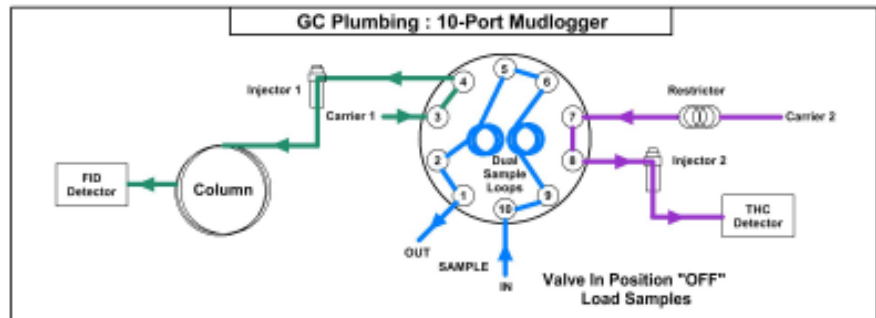 GC Plumbing : 10-Port Mudlogger
Injector 1
Carrier 1
4
3
5
6
7
8
2
1
9
10
Dual
Sample
Loops
Restrictor
Carrier 2
Injector 2
FID
Detector
Column
THC
Detector
OUT
SAMPLE
IN
Valve In Position "OFF"
Load Samples